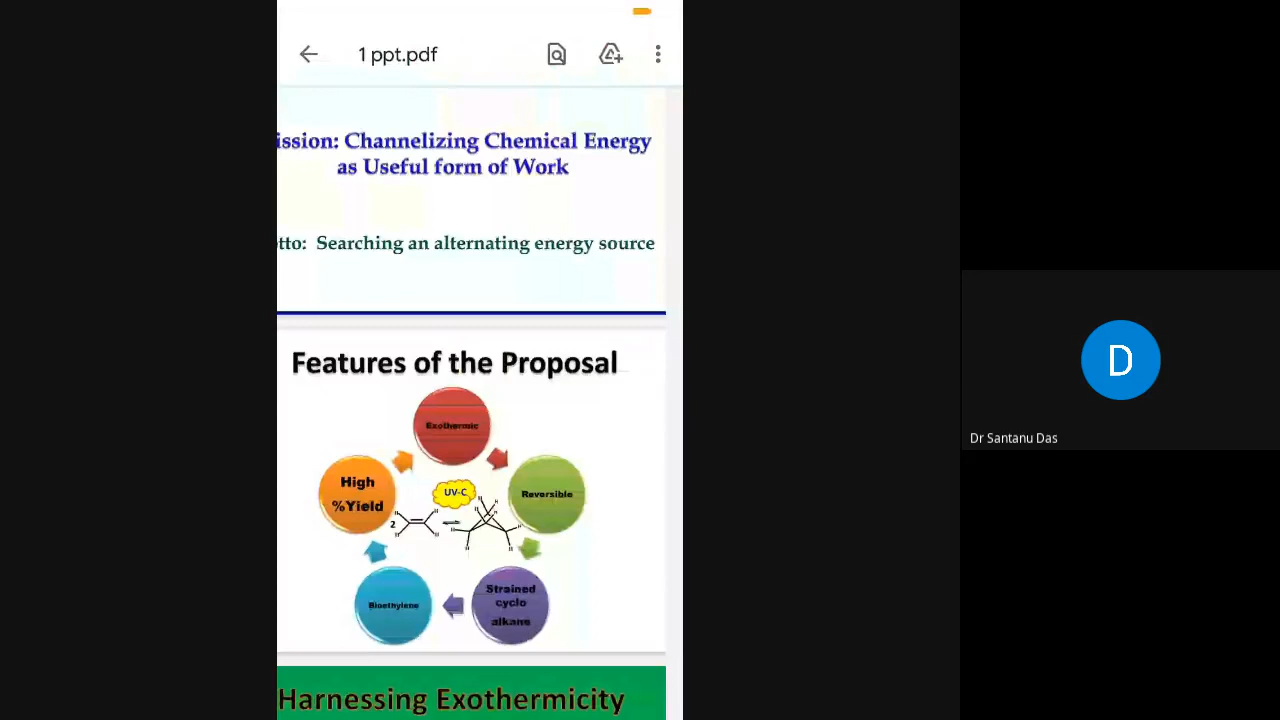 1 ppt.pdf
ission: Channelizing Chemical Energy
as Useful form of Work
tto: Searching an alternating energy source
Features of the Proposal
Exothermic
High
%Yield
UV-C
Reversible
2
H H H H
H H H H H H
Bioethylene
Strained
cyclo
alkane
Harnessing Exothermicity
D
Dr Santanu Das